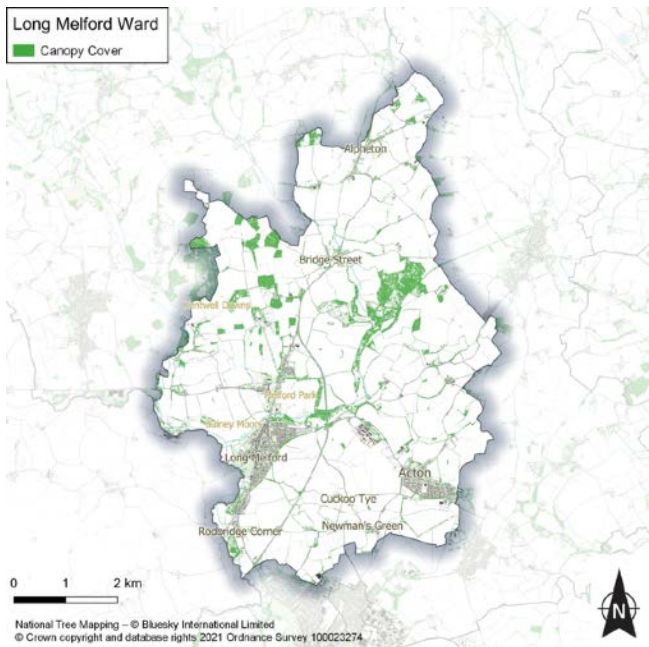 Long Melford Ward
Canopy Cover
Alpheton
Bridge Street
Kentwell Downs
Melford Park
Balney Moors
Long Melford
Acton
Cuckoo Tye
Newman's Green
Rodbridge Corner
0 1 2 km
N
National Tree Mapping – © Bluesky International Limited
© Crown copyright and database rights 2021 Ordnance Survey 100023274